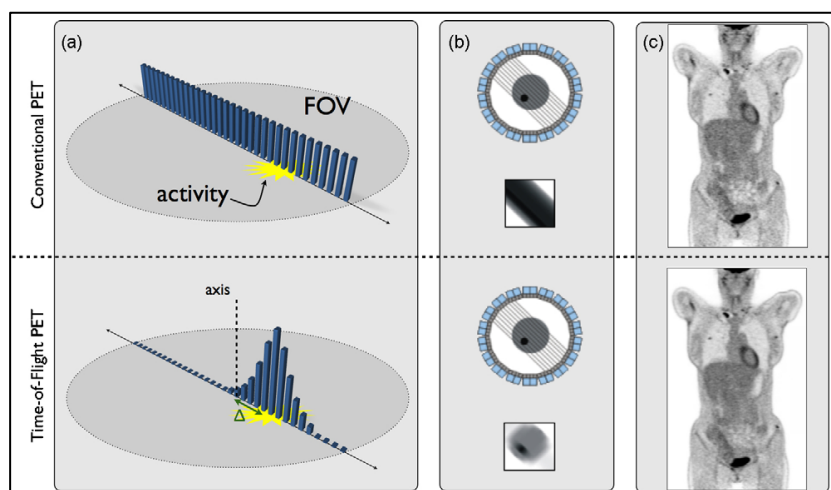 (a)
(b)
(c)
Conventional PET
FOV
activity
Time-of-Flight PET
axis
Δ